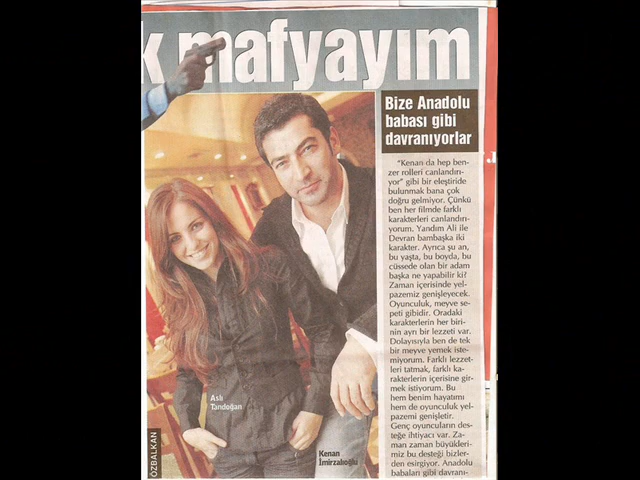 k mafyayım
Bize Anadolu
babası gibi
davranıyorlar
"Kenan da hep ben-
zer rolleri canlandırı-
yor" gibi bir eleştiride
bulunmak bana çok
doğru gelmiyor. Çünkü
ben her filmde farklı
karakterleri canlandırı-
yorum. Yandım Ali ile
Devran bambaşka iki
karakter. Ayrıca şu an,
bu yaşta, bu boyda, bu
cüssede olan bir adam
başka ne yapabilir ki?
Zaman içerisinde yel-
pazemiz genişleyecek.
Oyunculuk, meyve se-
peti gibidir. Oradaki
karakterlerin her biri-
nin ayrı bir lezzeti var.
Dolayısıyla ben de tek
bir meyve yemek iste-
miyorum. Farklı lezzet-
leri tatmak, farklı ka-
rakterlerin içerisine gir-
mek istiyorum. Bu
hem benim hayatımı
hem de oyunculuk yel-
pazemi genişletir.
Genç oyuncuların des-
teğe ihtiyacı var. Za-
man zaman büyükleri-
miz bu desteği bizler-
den esirgiyor. Anadolu
babaları gibi davranı-
Aslı
Tandoğan
Kenan
İmirzalıoğlu
ÖZBALKAN